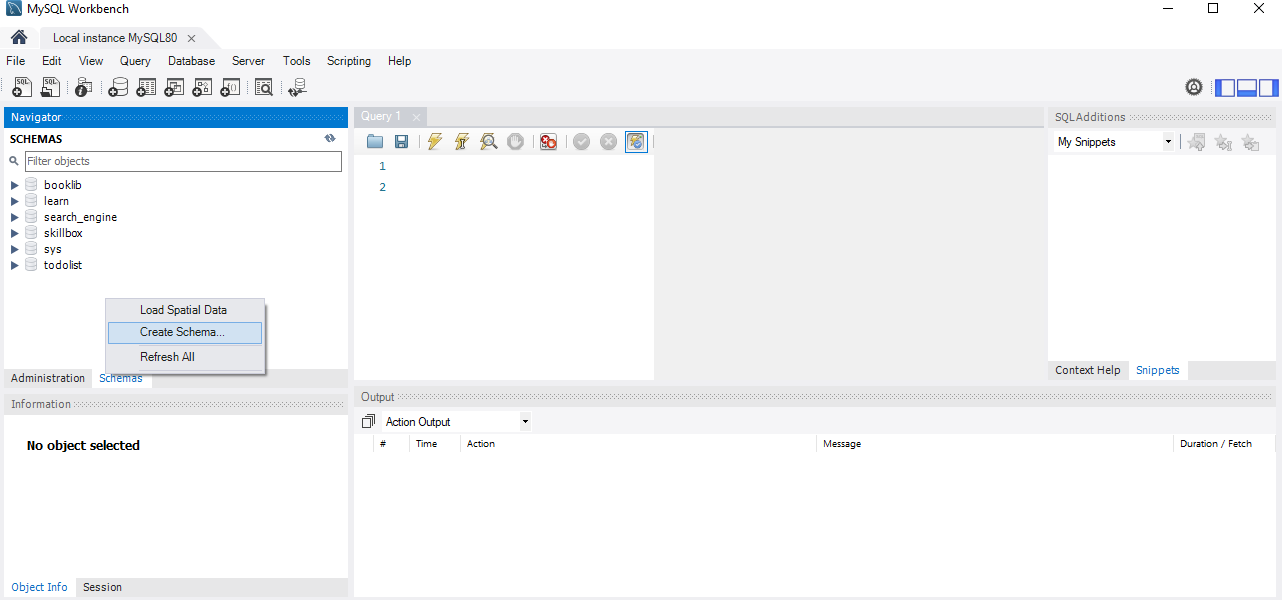 MySQL Workbench
Local instance MySQL80
File Edit View Query Database Server Tools Scripting Help
SQL SQL
Navigator
SCHEMAS
Filter objects
booklib
learn
search_engine
skillbox
sys
todolist
Load Spatial Data
Create Schema...
Refresh All
Administration Schemas
Information
No object selected
Object Info Session
Query 1
1
2
SQLAdditions
My Snippets
Context Help Snippets
Output
Action Output
# Time Action Message Duration / Fetch